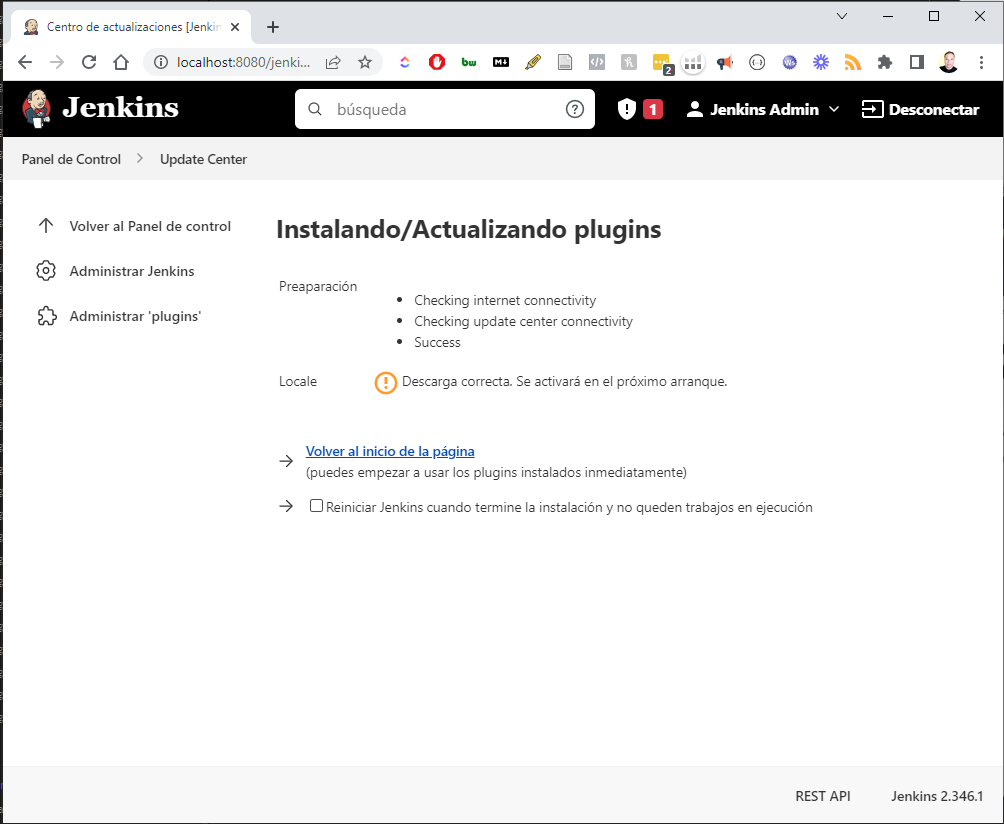 Centro de actualizaciones [Jenkin
localhost:8080/jenki...
bw
M↓
2
Jenkins
búsqueda
1
Jenkins Admin
Desconectar
Panel de Control
Update Center
Volver al Panel de control
Administrar Jenkins
Administrar 'plugins'
Instalando/Actualizando plugins
Preaparación
Checking internet connectivity
Checking update center connectivity
Success
Locale
Descarga correcta. Se activará en el próximo arranque.
Volver al inicio de la página
(puedes empezar a usar los plugins instalados inmediatamente)
Reiniciar Jenkins cuando termine la instalación y no queden trabajos en ejecución
REST API
Jenkins 2.346.1